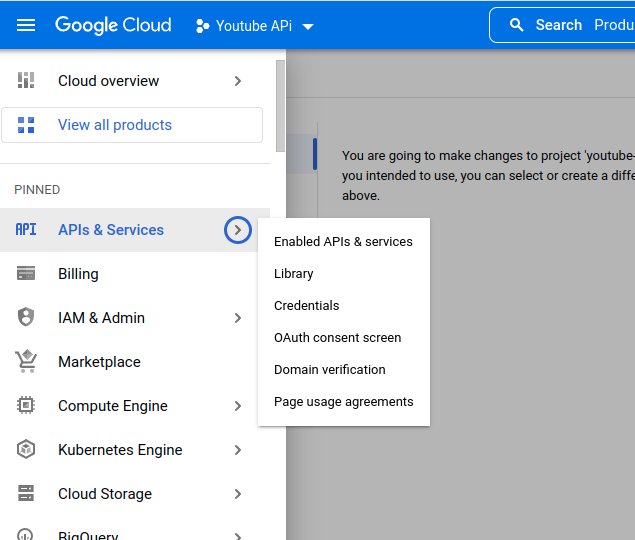 Google Cloud
Youtube APi
Search Produ
Cloud overview
View all products
PINNED
API APIs & Services
Billing
IAM & Admin
Marketplace
Compute Engine
Kubernetes Engine
Cloud Storage
BigQuery
Enabled APIs & services
Library
Credentials
OAuth consent screen
Domain verification
Page usage agreements
You are going to make changes to project 'youtube-
you intended to use, you can select or create a diffe
above.